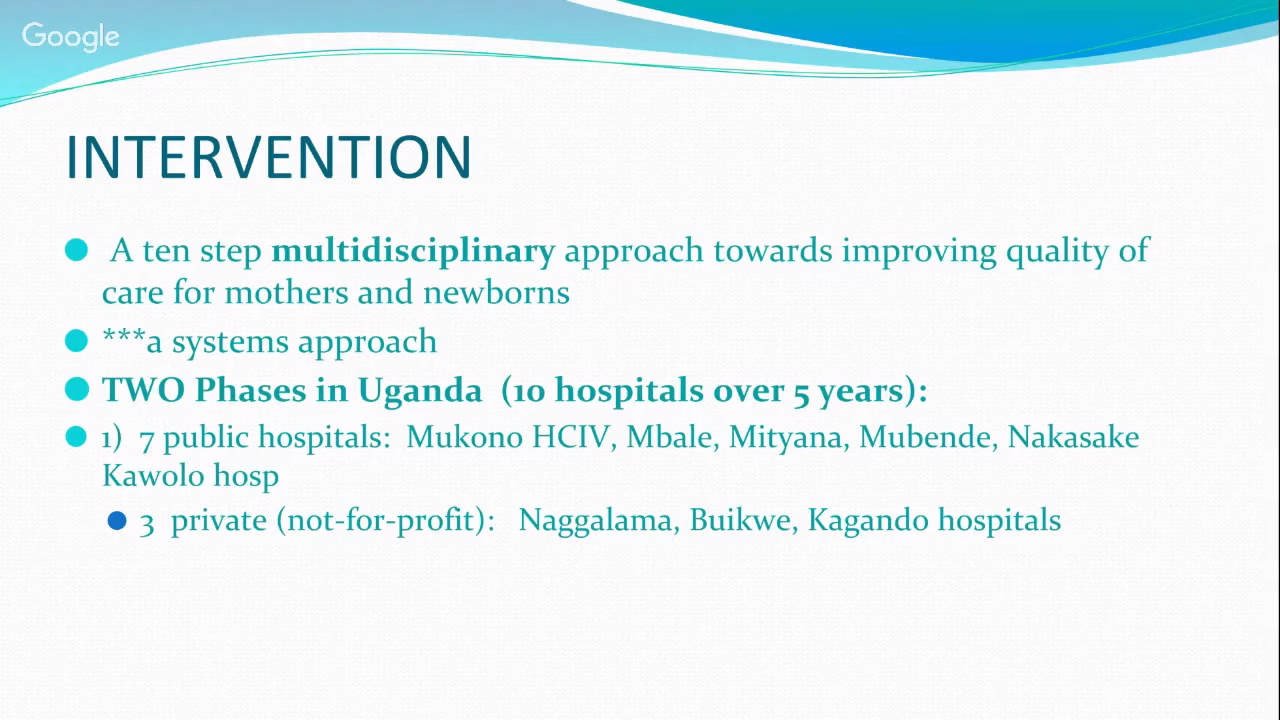 Google
INTERVENTION
A ten step multidisciplinary approach towards improving quality of
care for mothers and newborns
***a systems approach
TWO Phases in Uganda (10 hospitals over 5 years):
1) 7 public hospitals: Mukono HCIV, Mbale, Mityana, Mubende, Nakasake
Kawolo hosp
3 private (not-for-profit): Naggalama, Buikwe, Kagando hospitals